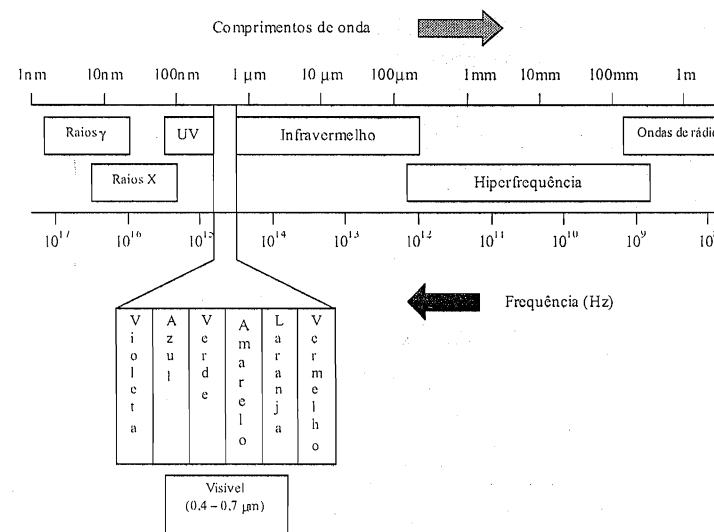 Comprimentos de onda
1nm 10nm 100nm 1 μm 10 μm 100μm 1mm 10mm 100mm 1m
Raios γ UV Infravermelho Ondas de rádio
Raios X Hiperfrequência
10¹⁷ 10¹⁶ 10¹⁵ 10¹⁴ 10¹³ 10¹² 10¹¹ 10¹⁰ 10⁹
Frequência (Hz)
Violeta
Azul
Verde
Amarelo
Laranja
Vermelho
Visível
(0,4 – 0,7 μm)